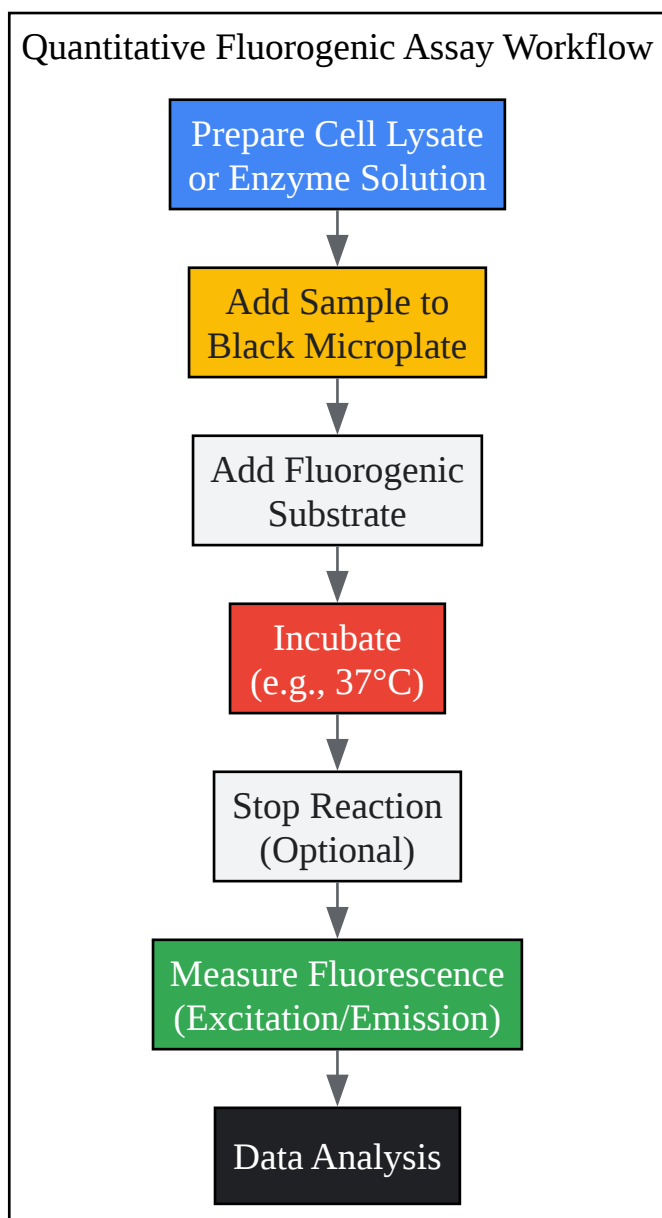 Quantitative Fluorogenic Assay Workflow
Prepare Cell Lysate
or Enzyme Solution
Add Sample to
Black Microplate
Add Fluorogenic
Substrate
Incubate
(e.g., 37°C)
Stop Reaction
(Optional)
Measure Fluorescence
(Excitation/Emission)
Data Analysis